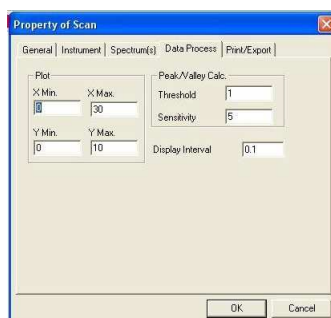 Property of Scan
General Instrument Spectrum(s) Data Process Print/Export
Plot
X Min. X Max.
0 30
Y Min. Y Max.
0 10
Peak/Valley Calc.
Threshold 1
Sensitivity 5
Display Interval 0.1
OK Cancel